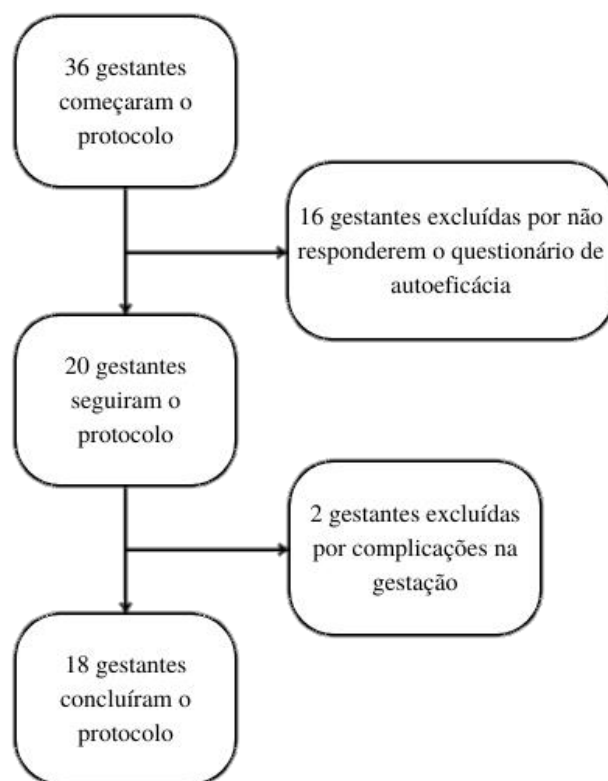 36 gestantes
começaram o
protocolo
16 gestantes excluídas por não
responderem o questionário de
autoeficácia
20 gestantes
seguiram o
protocolo
2 gestantes excluídas
por complicações na
gestação
18 gestantes
concluíram o
protocolo